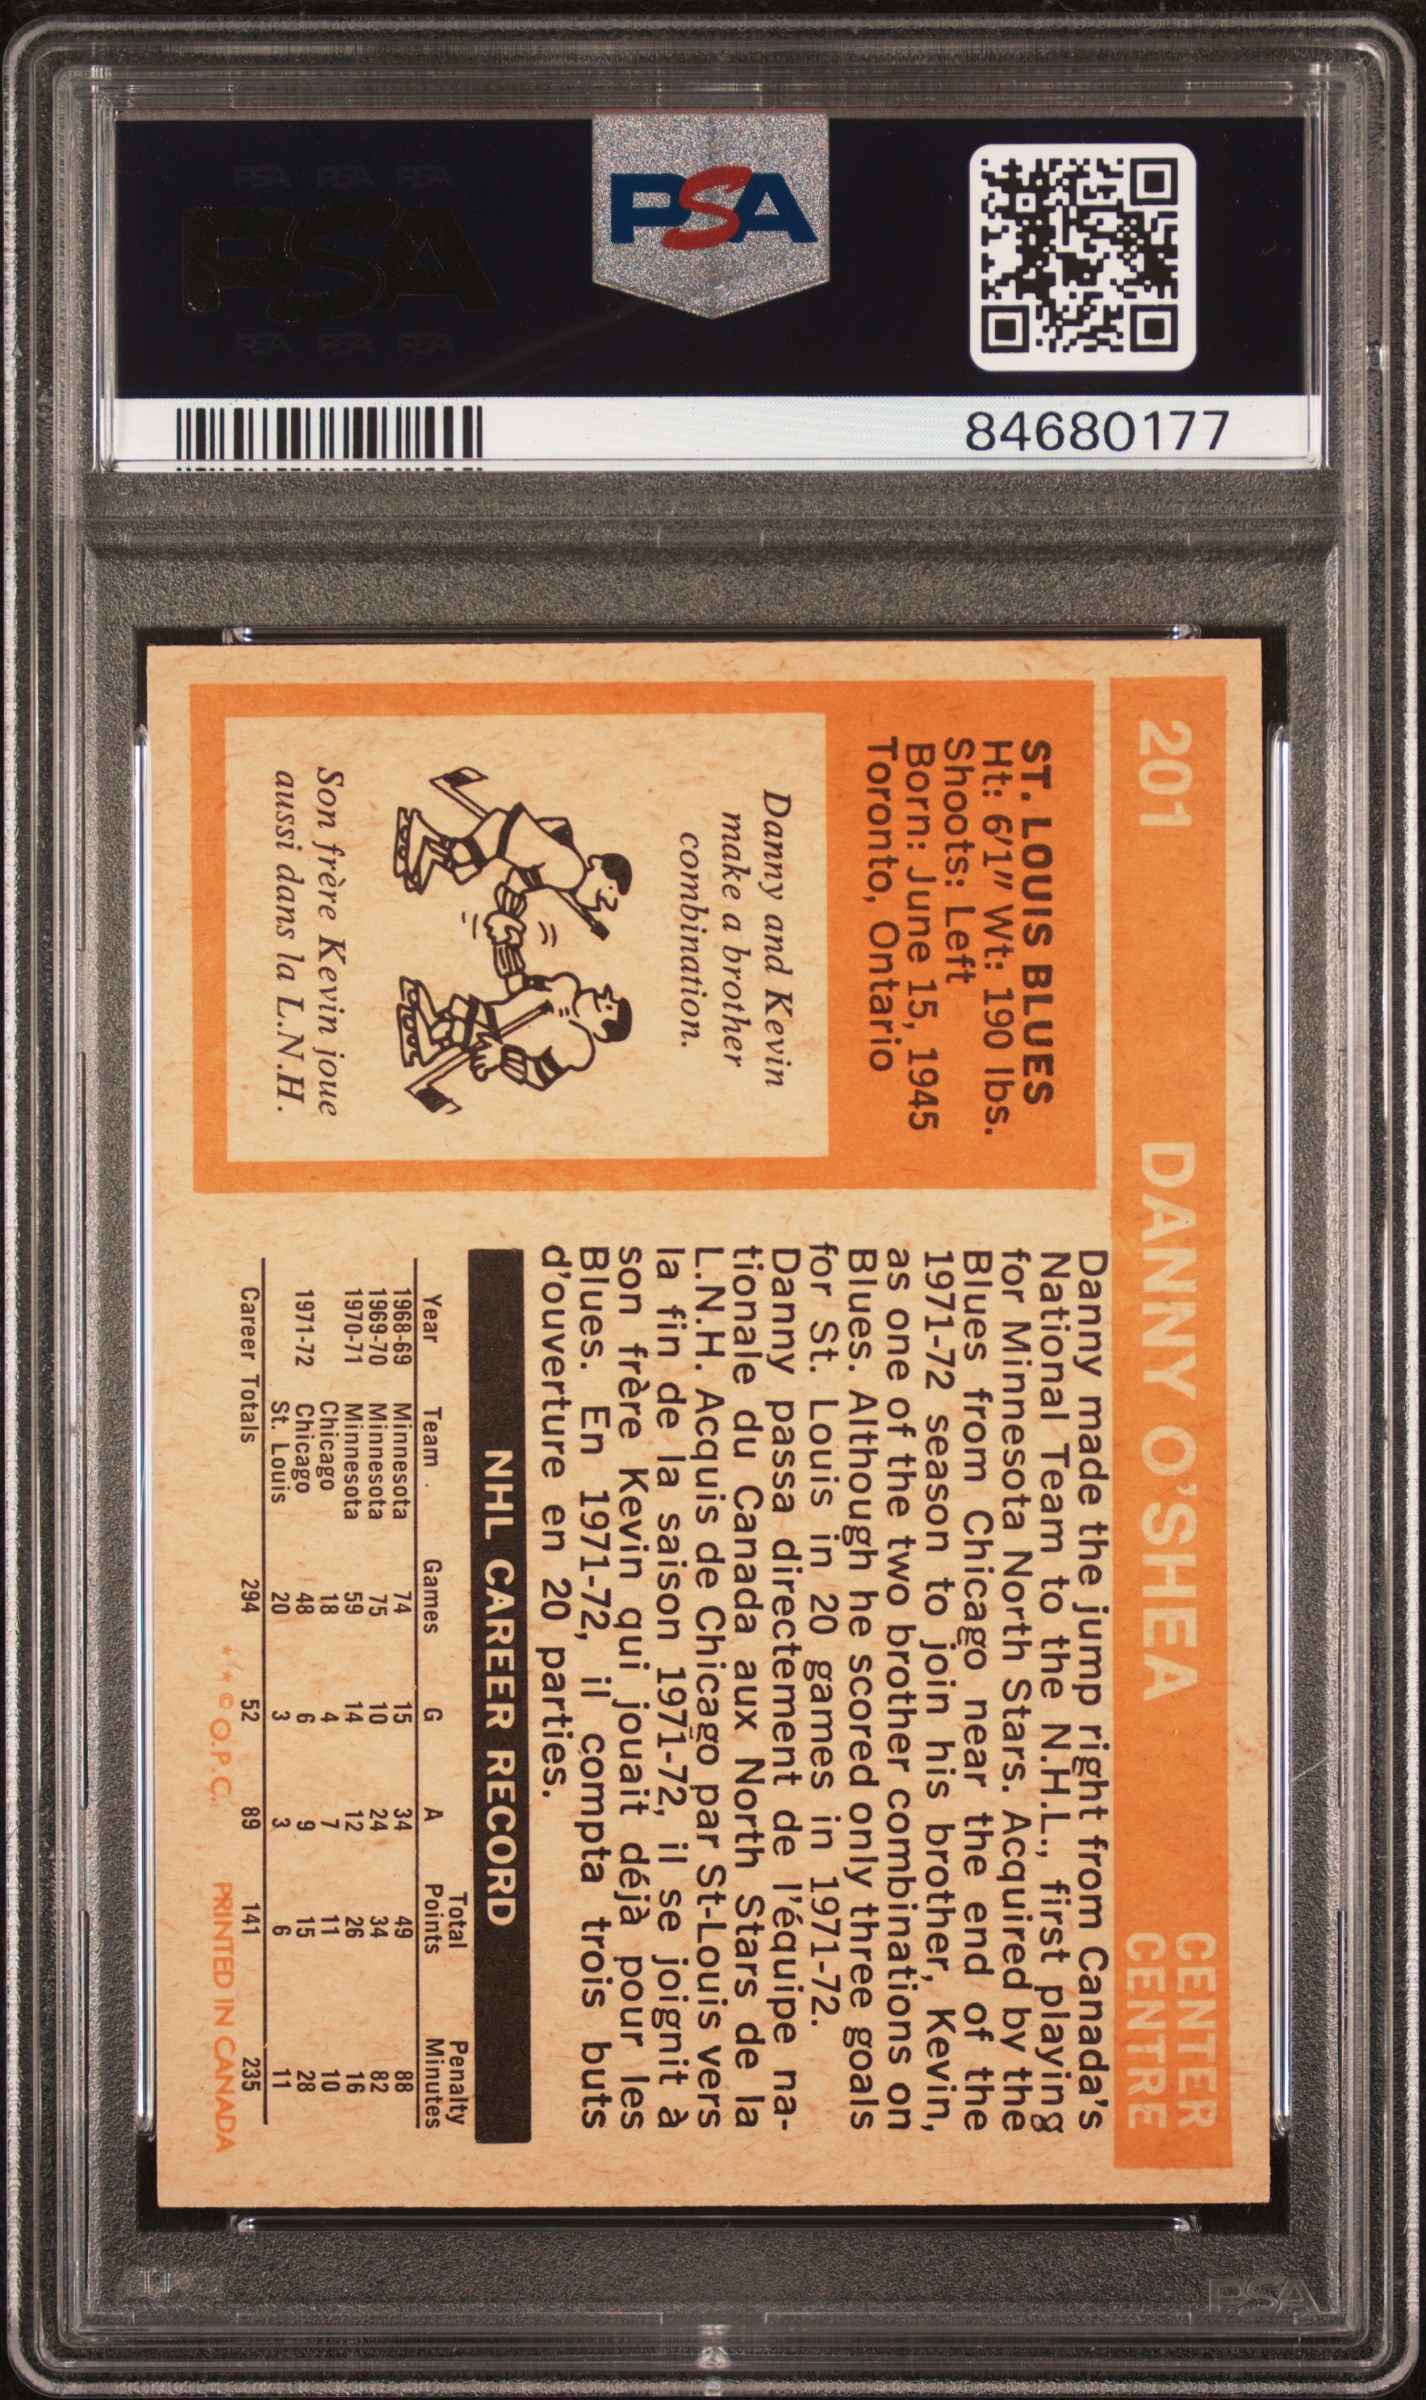 PSA PSA PSA
PSA
PSA PSA PSA
PSA
84680177
201 DANNY O'SHEA CENTER
CENTRE
ST. LOUIS BLUES
Ht: 6'1" Wt: 190 lbs.
Shoots: Left
Born: June 15, 1945
Toronto, Ontario
Danny and Kevin
make a brother
combination.
Son frère Kevin joue
aussi dans la L.N.H.
Danny made the jump right from Canada's
National Team to the N.H.L., first playing
for Minnesota North Stars. Acquired by the
Blues from Chicago near the end of the
1971-72 season to join his brother, Kevin,
as one of the two brother combinations on
Blues. Although he scored only three goals
for St. Louis in 20 games in 1971-72.
Danny passa directement de l'équipe na-
tionale du Canada aux North Stars de la
L.N.H. Acquis de Chicago par St-Louis vers
la fin de la saison 1971-72, il se joignit à
son frère Kevin qui jouait déjà pour les
Blues. En 1971-72, il compta trois buts
d'ouverture en 20 parties.
NHL CAREER RECORD
Year Team Games G A Total Points Penalty Minutes
1968-69 Minnesota 74 15 34 49 88
1969-70 Minnesota 75 10 24 34 82
1970-71 Minnesota 59 14 12 26 16
Chicago 18 4 7 11 10
1971-72 Chicago 48 6 9 15 28
St. Louis 20 3 3 6 11
Career Totals 294 52 89 141 235
*/* © O.P.C. PRINTED IN CANADA
PSA